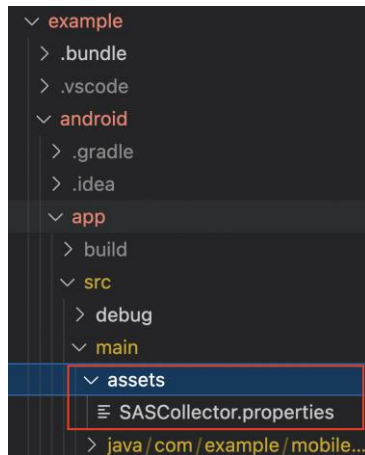 example
.bundle
.vscode
android
.gradle
.idea
app
build
src
debug
main
assets
SASCollector.properties
java/com/example/mobile...